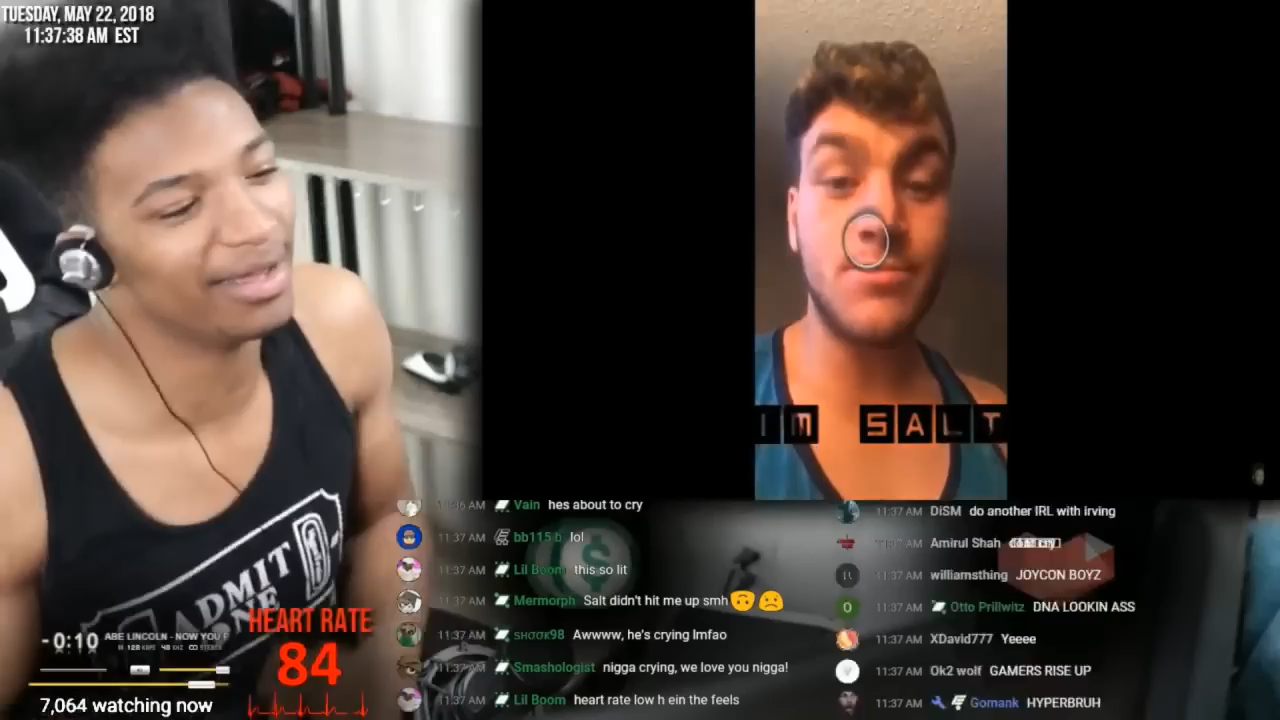 TUESDAY, MAY 22, 2018
11:37:38 AM EST
IM SALT
ADMIT
HEART RATE
84
-0:10 ABE LINCOLN - NOW YOU F
7,064 watching now
AM Vain hes about to cry
11:37 AM bb115 b lol
11:37 AM Lil Boom this so lit
11:37 AM Mermorph Salt didn't hit me up smh 🙃☹️
11:37 AM sʜσσк98 Awwww, he's crying lmfao
11:37 AM Smashologist nigga crying, we love you nigga!
11:37 AM Lil Boom heart rate low h ein the feels
11:37 AM DiSM do another IRL with irving
11:37 AM Amirul Shah
11:37 AM williamsthing JOYCON BOYZ
O 11:37 AM Otto Prillwitz DNA LOOKIN ASS
11:37 AM XDavid777 Yeeee
11:37 AM Ok2 wolf GAMERS RISE UP
11:37 AM Gomank HYPERBRUH